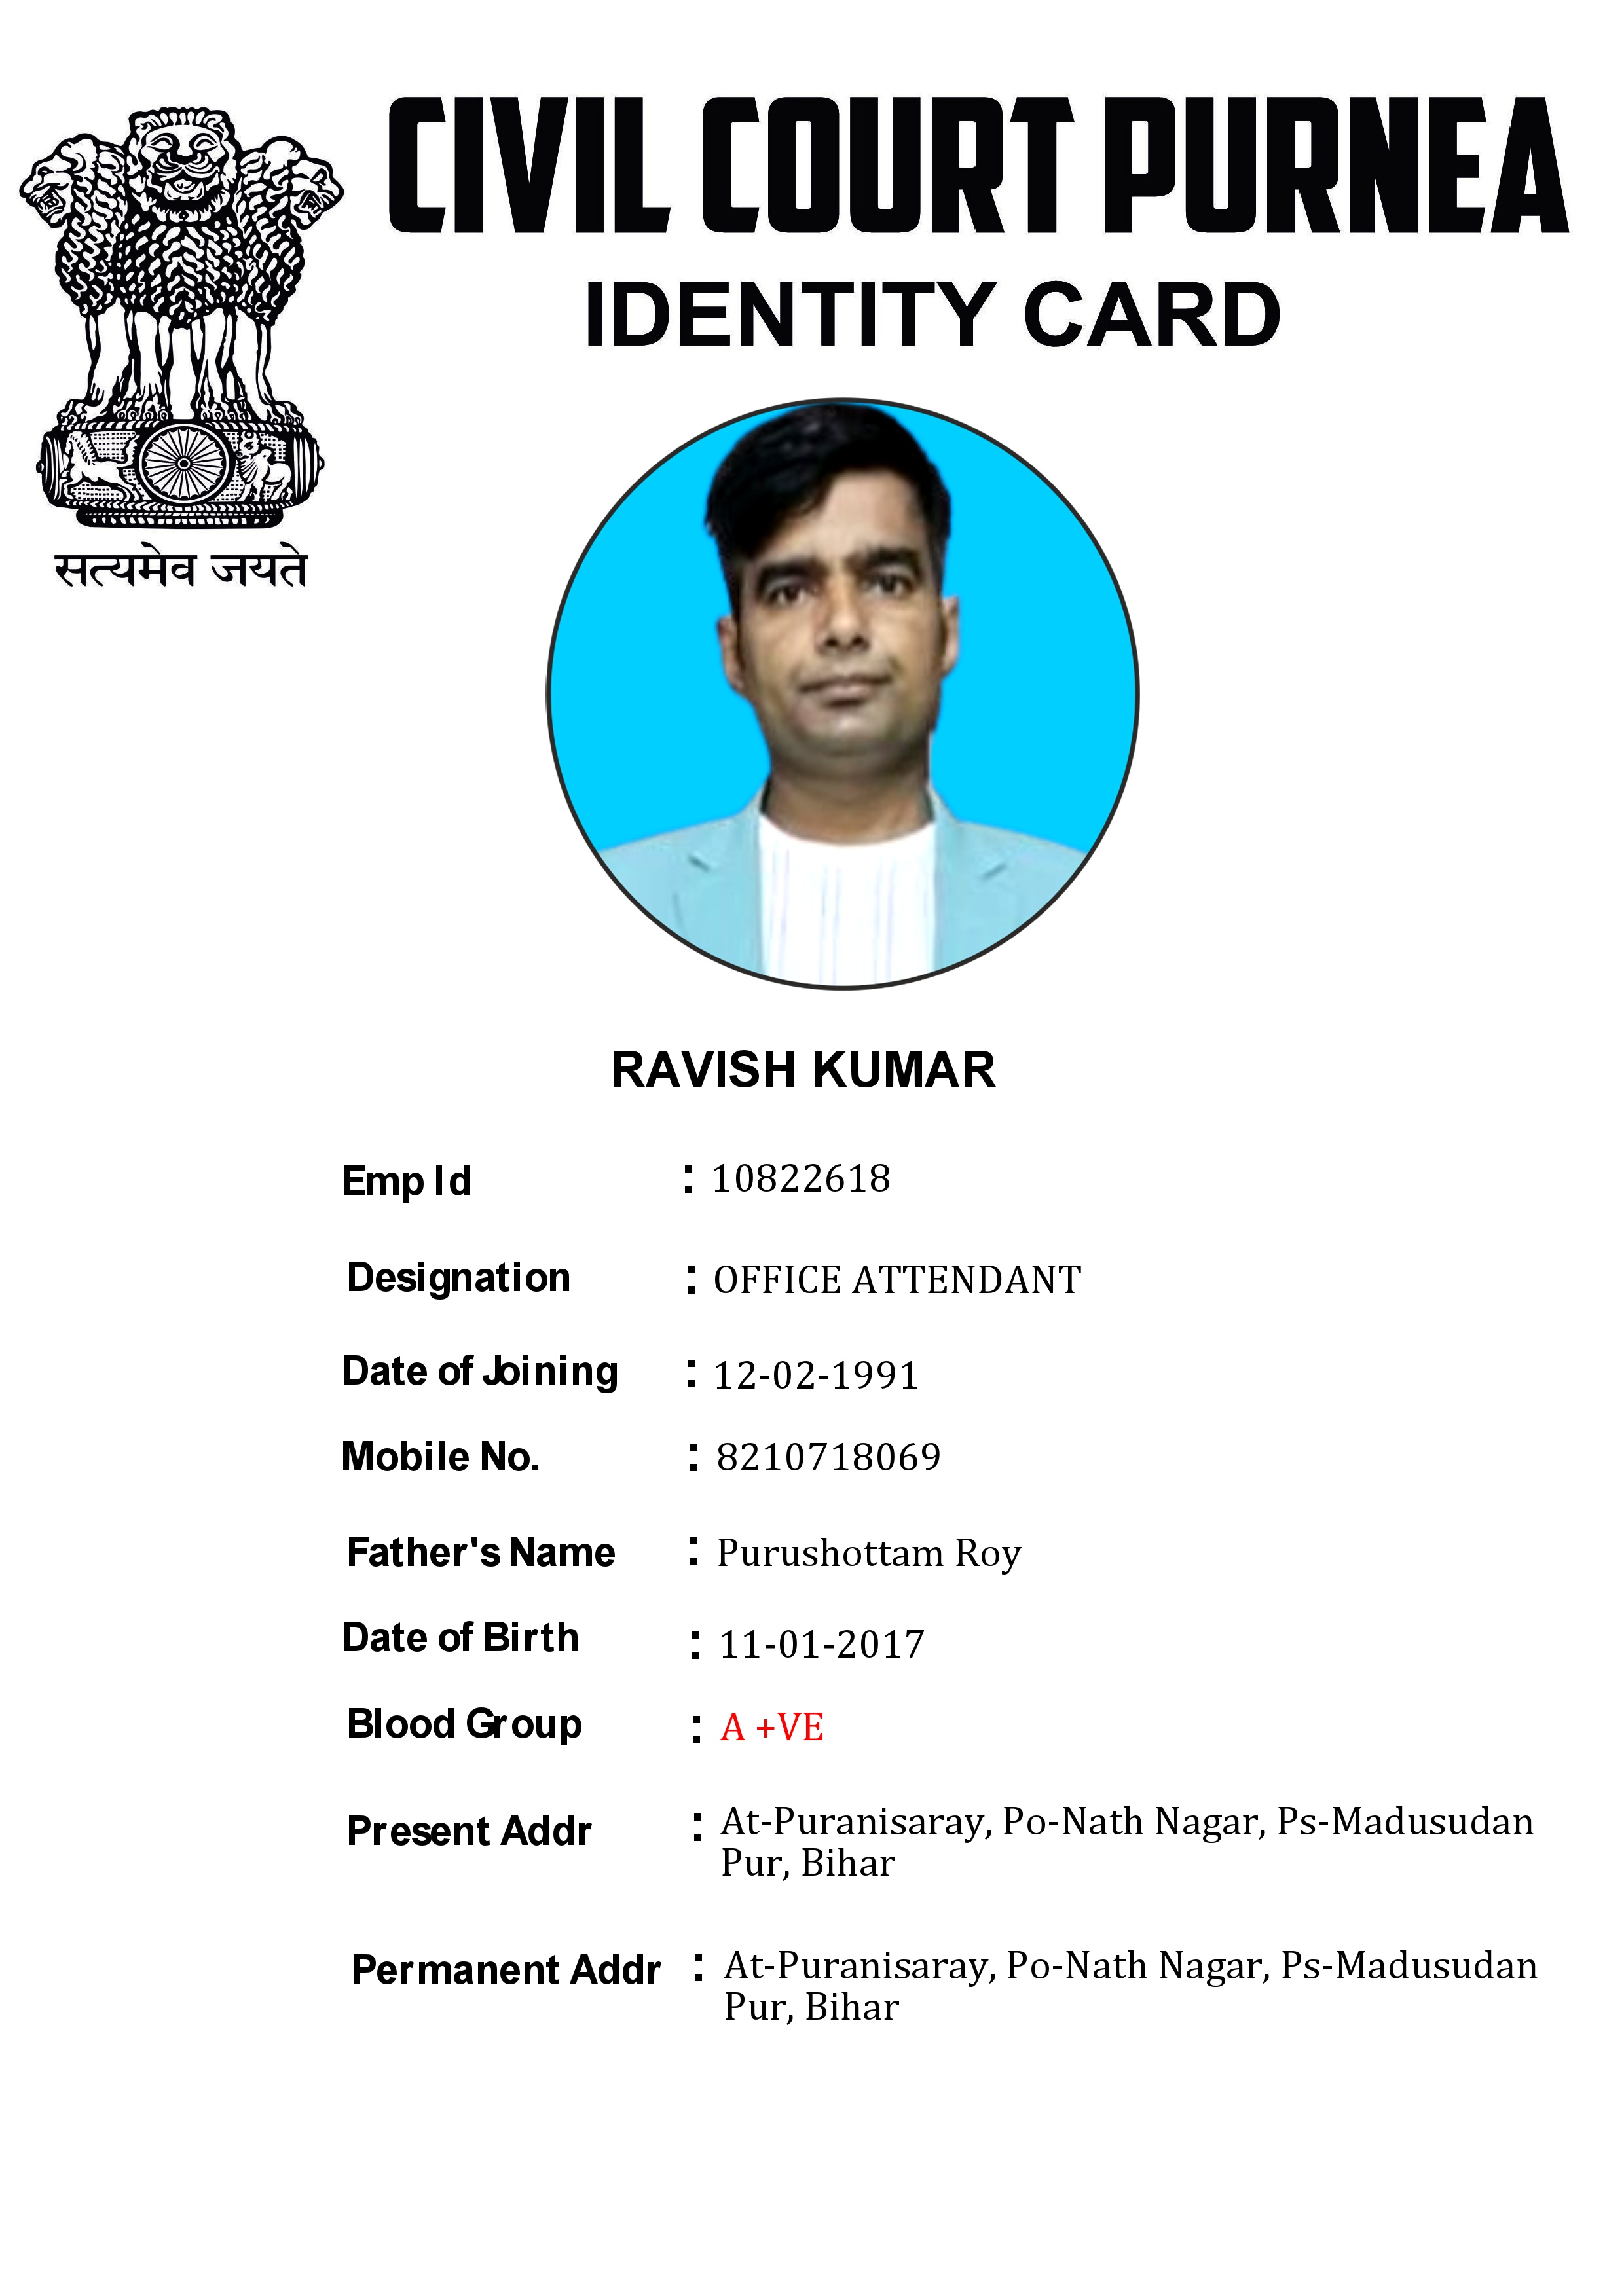 CIVIL COURT PURNEA
IDENTITY CARD
सत्यमेव जयते
RAVISH KUMAR
Emp Id : 10822618
Designation : OFFICE ATTENDANT
Date of Joining : 12-02-1991
Mobile No. : 8210718069
Father's Name : Purushottam Roy
Date of Birth : 11-01-2017
Blood Group : A +VE
Present Addr : At-Puranisaray, Po-Nath Nagar, Ps-Madusudan
Pur, Bihar
Permanent Addr : At-Puranisaray, Po-Nath Nagar, Ps-Madusudan
Pur, Bihar